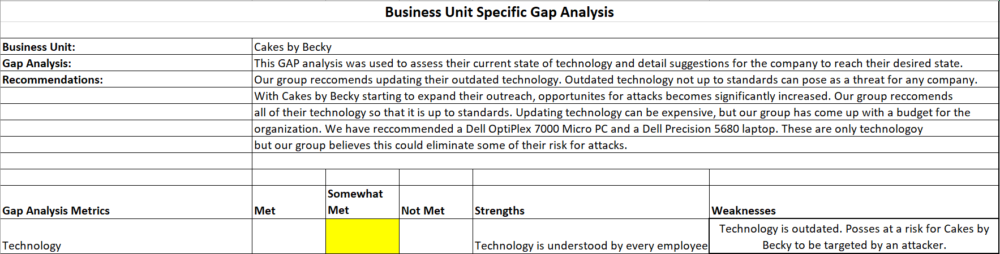 Business Unit Specific Gap Analysis
Business Unit: Cakes by Becky
Gap Analysis: This GAP analysis was used to assess their current state of technology and detail suggestions for the company to reach their desired state.
Recommendations: Our group reccomends updating their outdated technology. Outdated technology not up to standards can pose as a threat for any company.
With Cakes by Becky starting to expand their outreach, opportunites for attacks becomes significantly increased. Our group reccomends
all of their technology so that it is up to standards. Updating technology can be expensive, but our group has come up with a budget for the
organization. We have reccommended a Dell OptiPlex 7000 Micro PC and a Dell Precision 5680 laptop. These are only technologoy
but our group believes this could eliminate some of their risk for attacks.
Somewhat
Gap Analysis Metrics Met Met Not Met Strengths Weaknesses
Technology is outdated. Posses at a risk for Cakes by
Technology Technology is understood by every employee Becky to be targeted by an attacker.